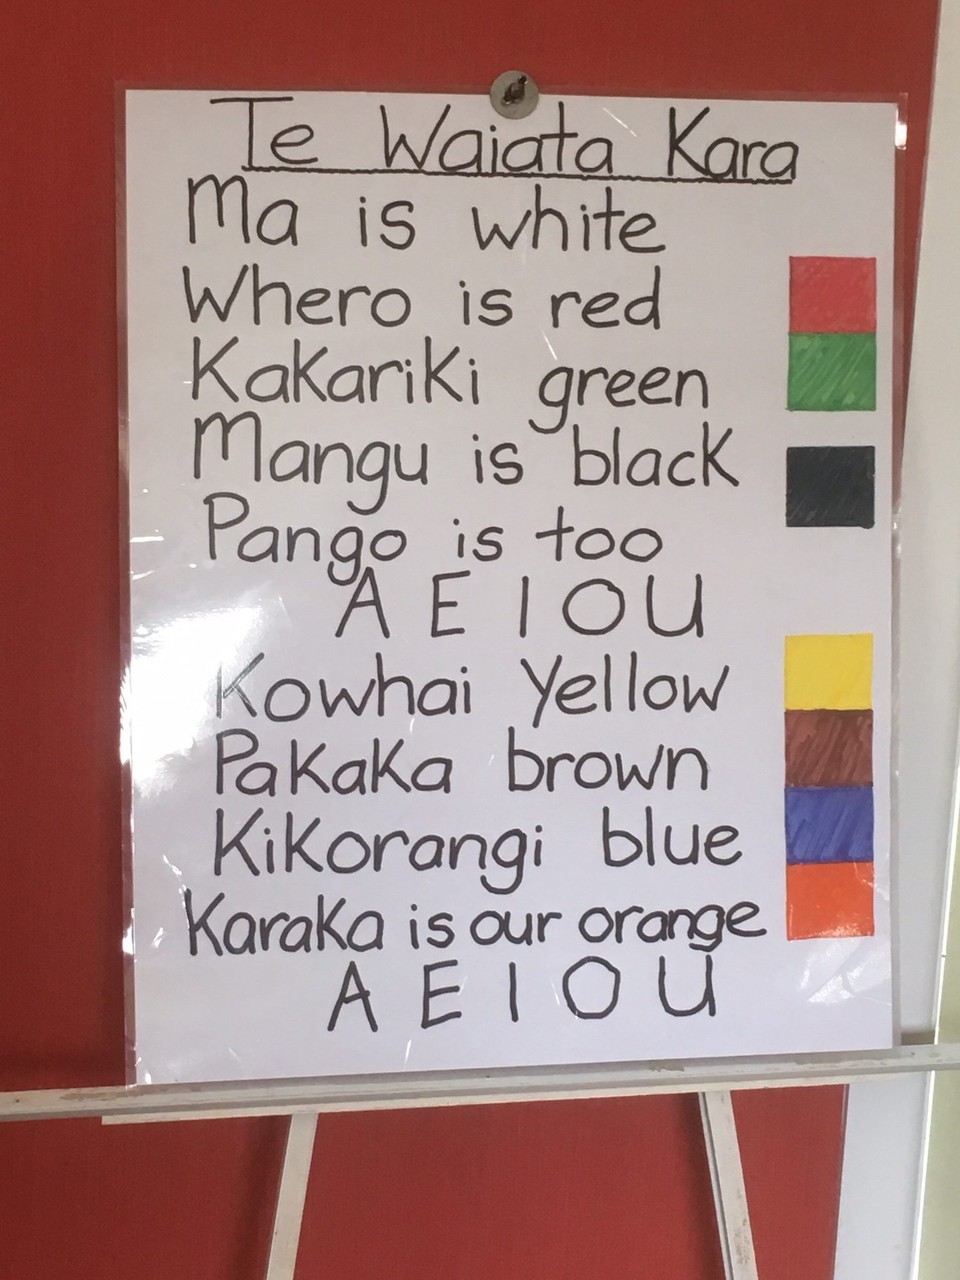 Te Waiata Kara
Ma is white
Whero is red
Kakariki green
Mangu is black
Pango is too
A E I O U
Kowhai Yellow
Pakaka brown
Kikorangi blue
Karaka is our orange
A E I O U